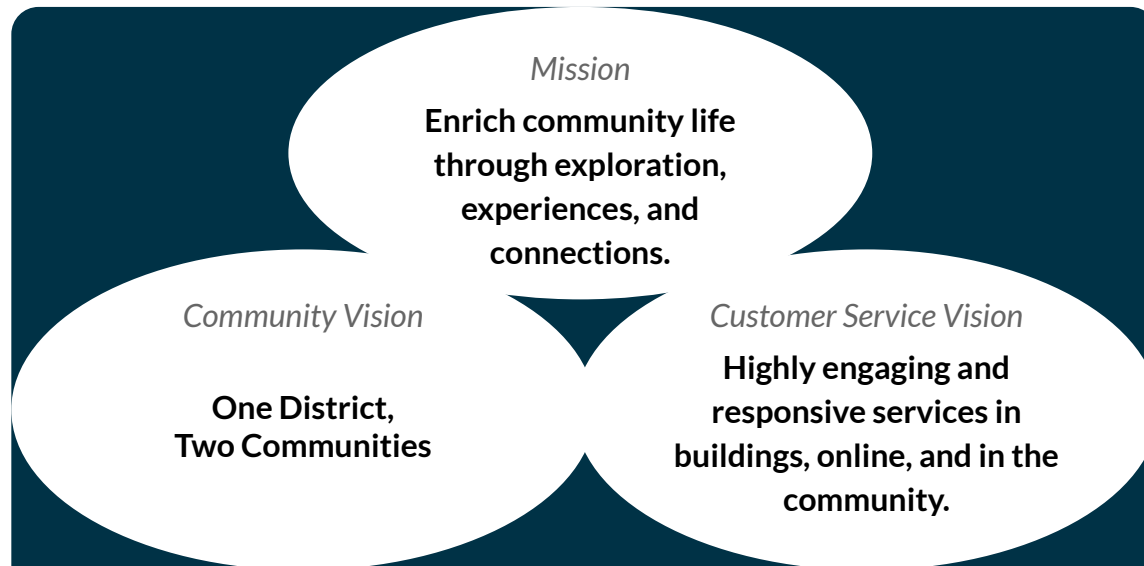 Mission
Enrich community life
through exploration,
experiences, and
connections.
Community Vision
One District,
Two Communities
Customer Service Vision
Highly engaging and
responsive services in
buildings, online, and in the
community.